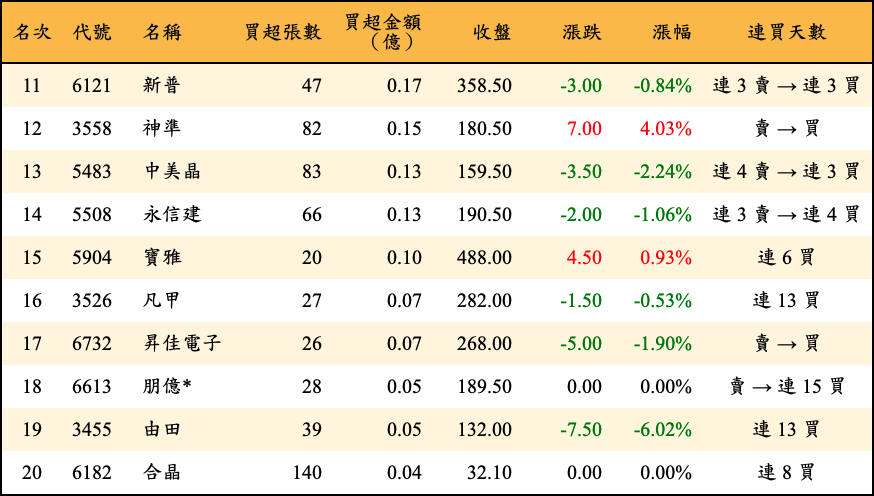 名次 代號 名稱 買超張數 買超金額（億） 收盤 漲跌 漲幅 連買天數
11 6121 新普 47 0.17 358.50 -3.00 -0.84% 連 3 賣 → 連 3 買
12 3558 神準 82 0.15 180.50 7.00 4.03% 賣 → 買
13 5483 中美晶 83 0.13 159.50 -3.50 -2.24% 連 4 賣 → 連 3 買
14 5508 永信建 66 0.13 190.50 -2.00 -1.06% 連 3 賣 → 連 4 買
15 5904 寶雅 20 0.10 488.00 4.50 0.93% 連 6 買
16 3526 凡甲 27 0.07 282.00 -1.50 -0.53% 連 13 買
17 6732 昇佳電子 26 0.07 268.00 -5.00 -1.90% 賣 → 買
18 6613 朋億* 28 0.05 189.50 0.00 0.00% 賣 → 連 15 買
19 3455 由田 39 0.05 132.00 -7.50 -6.02% 連 13 買
20 6182 合晶 140 0.04 32.10 0.00 0.00% 連 8 買